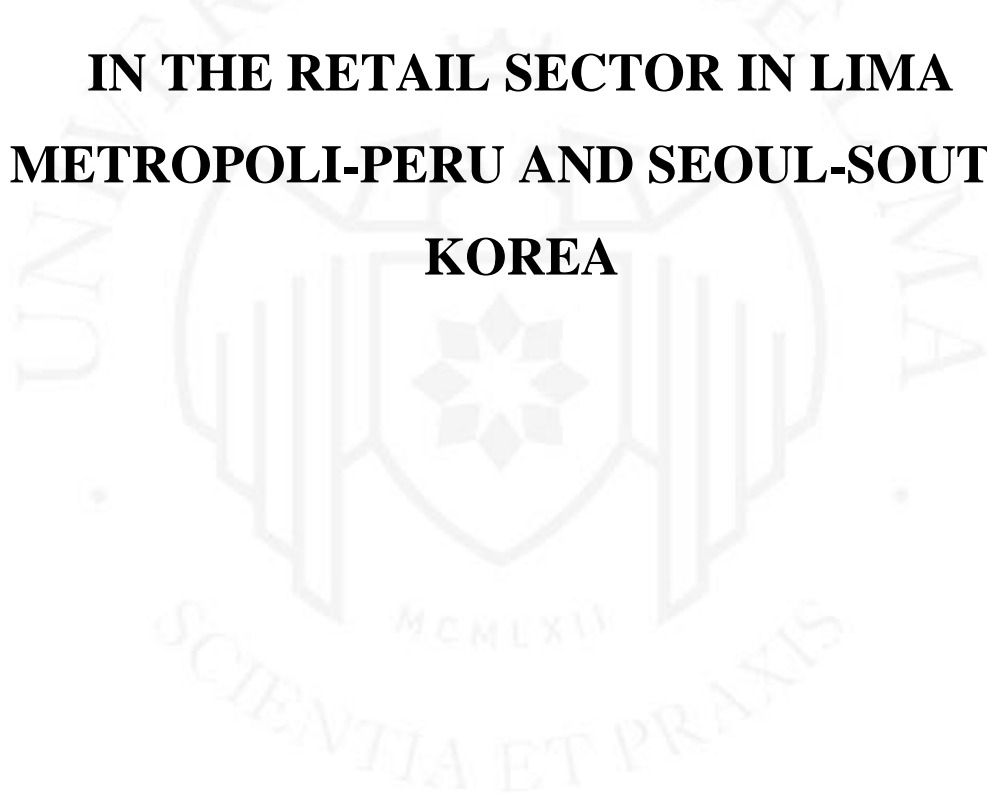 IN THE RETAIL SECTOR IN LIMA
METROPOLI-PERU AND SEOUL-SOUT
KOREA
MCMLXII
SCIENTIA ET PRAXIS